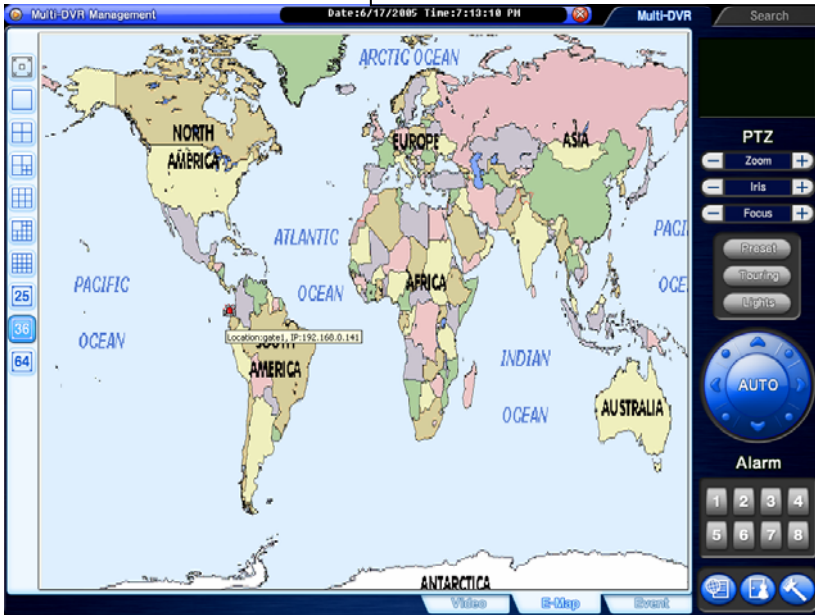 Multi-DVR Management
Date:6/17/2005 Time:7:13:10 PM
Multi-DVR
Search
ARCTIC OCEAN
NORTH
AMERICA
EUROPE
ASIA
PTZ
Zoom
Iris
Focus
ATLANTIC
OCEAN
PACI
OCE
Preset
Touring
Lights
PACIFIC
OCEAN
AFRICA
25
36
64
Location:gate1, IP:192.168.0.141
SOUTH
AMERICA
INDIAN
OCEAN
AUSTRALIA
AUTO
Alarm
1 2 3 4
5 6 7 8
ANTARCTICA
Video
E-Map
Event